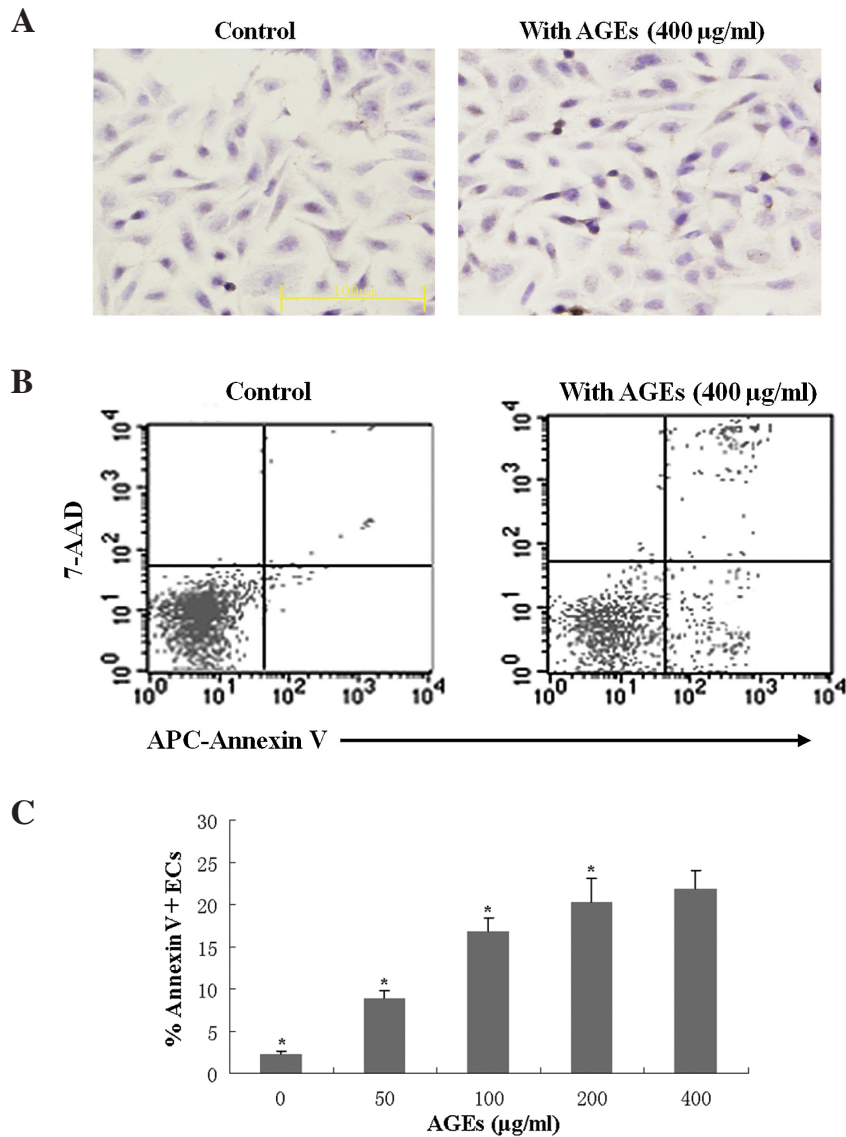 A
Control
With AGEs (400 µg/ml)
B
Control
With AGEs (400 µg/ml)
7-AAD
10⁴
10³
10²
10¹
10⁰
10⁰ 10¹ 10² 10³ 10⁴
10⁴
10³
10²
10¹
10⁰
10⁰ 10¹ 10² 10³ 10⁴
APC-Annexin V
C
% Annexin V+ECs
30
25
20
15
10
5
0
* * * *
0 50 100 200 400
AGEs (µg/ml)